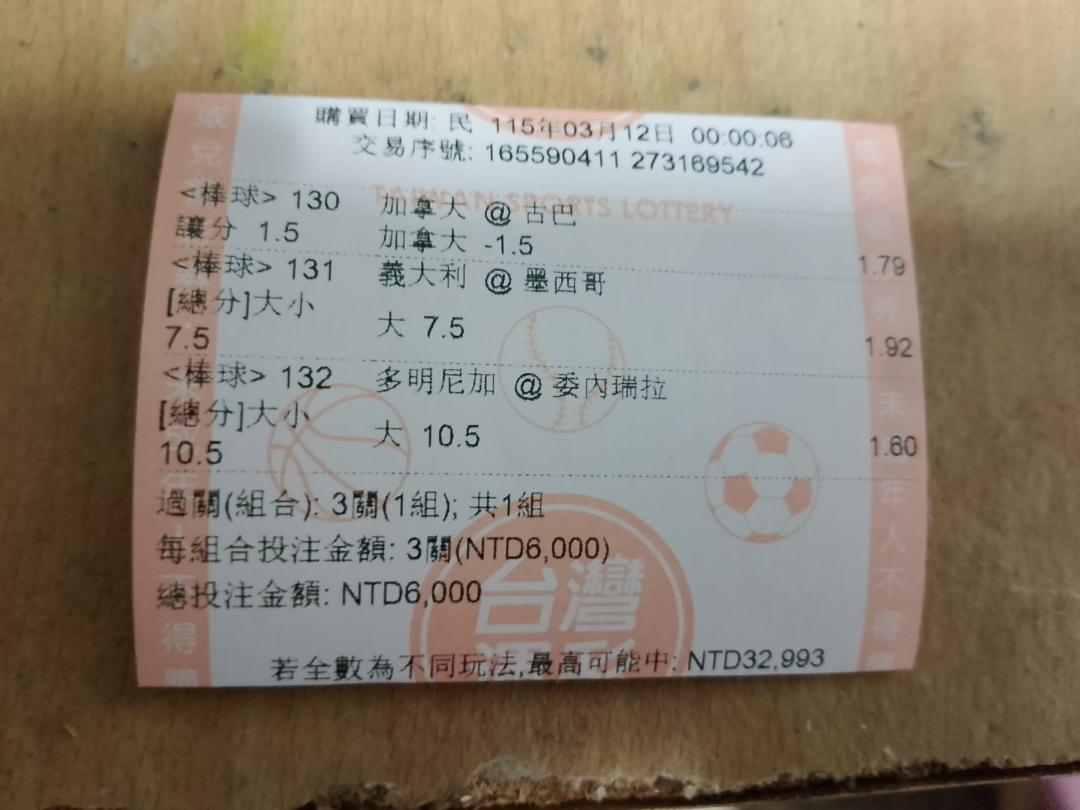 購買日期: 民 115年03月12日 00:00:06
交易序號: 165590411 273169542
TAIWAN SPORTS LOTTERY
<棒球> 130 加拿大 @ 古巴
讓分 1.5 加拿大 -1.5 1.79
<棒球> 131 義大利 @ 墨西哥
[總分]大小
7.5 大 7.5 1.92
<棒球> 132 多明尼加 @ 委內瑞拉
[總分]大小
10.5 大 10.5 1.60
過關(組合): 3關(1組); 共1組
每組合投注金額: 3關(NTD6,000)
總投注金額: NTD6,000
台灣
若全數為不同玩法,最高可能中: NTD32,993